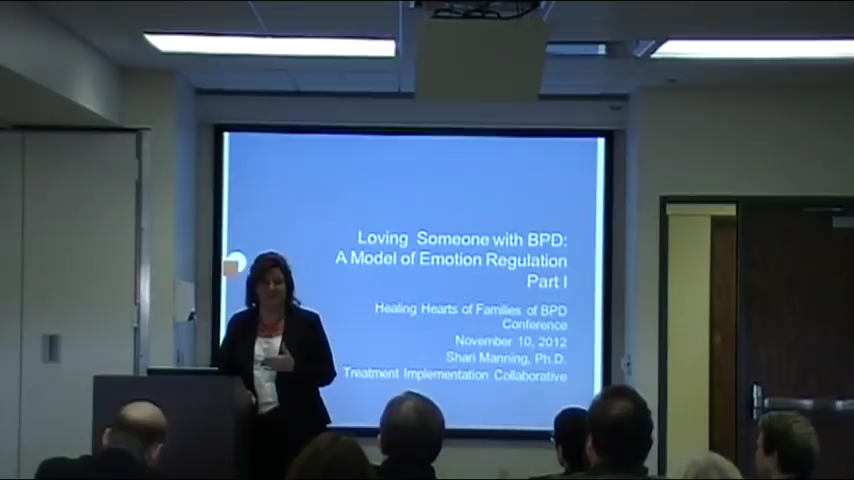 Loving Someone with BPD:
A Model of Emotion Regulation
Part I
Healing Hearts of Families of BPD
Conference
November 10, 2012
Shari Manning, Ph.D.
Treatment Implementation Collaborative